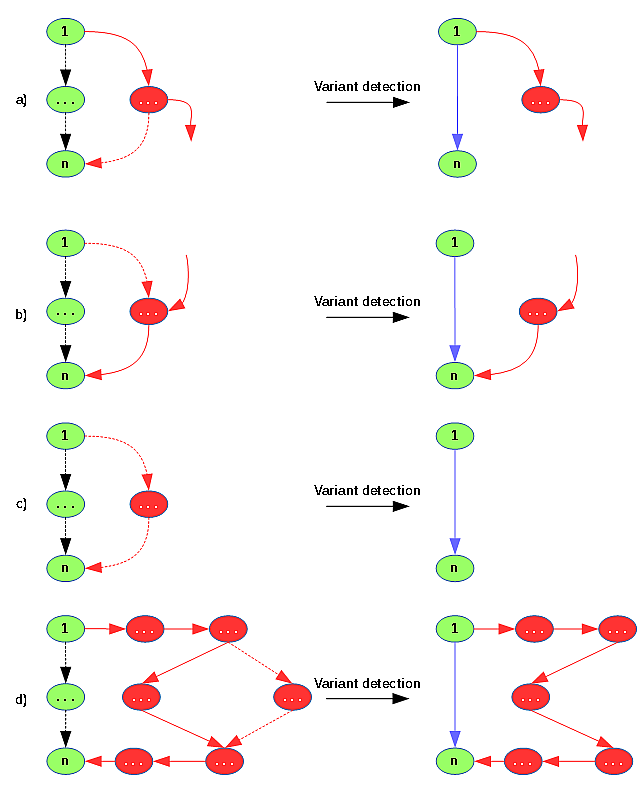 1 1
a) . . . . . . Variant detection . . .
n n
1 1
b) . . . . . . Variant detection . . .
n n
1 1
c) . . . . . . Variant detection
n n
1 . . . . . . 1 . . . . . .
d) . . . . . . . . . Variant detection . . .
n . . . . . . n . . . . . .